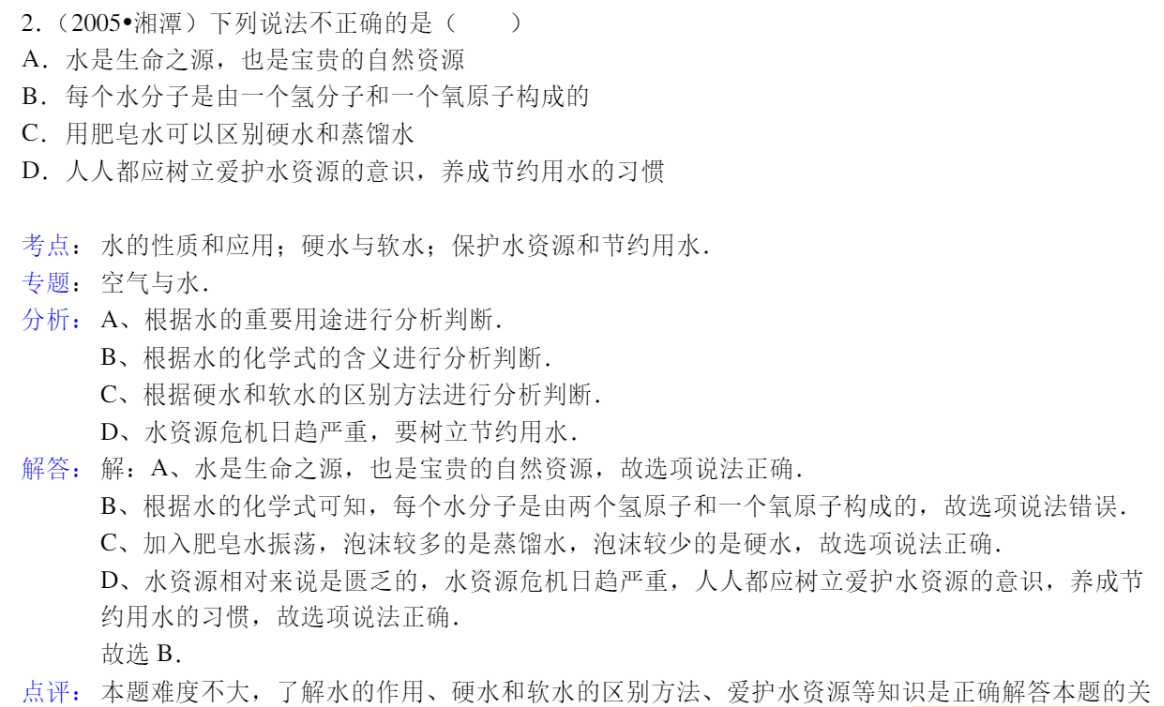 2．（2005•湘潭）下列说法不正确的是（　　）
A．水是生命之源，也是宝贵的自然资源
B．每个水分子是由一个氢分子和一个氧原子构成的
C．用肥皂水可以区别硬水和蒸馏水
D．人人都应树立爱护水资源的意识，养成节约用水的习惯
考点：水的性质和应用；硬水与软水；保护水资源和节约用水．
专题：空气与水．
分析：A、根据水的重要用途进行分析判断．
B、根据水的化学式的含义进行分析判断．
C、根据硬水和软水的区别方法进行分析判断．
D、水资源危机日趋严重，要树立节约用水．
解答：解：A、水是生命之源，也是宝贵的自然资源，故选项说法正确．
B、根据水的化学式可知，每个水分子是由两个氢原子和一个氧原子构成的，故选项说法错误．
C、加入肥皂水振荡，泡沫较多的是蒸馏水，泡沫较少的是硬水，故选项说法正确．
D、水资源相对来说是匮乏的，水资源危机日趋严重，人人都应树立爱护水资源的意识，养成节
约用水的习惯，故选项说法正确．
故选 B．
点评：本题难度不大，了解水的作用、硬水和软水的区别方法、爱护水资源等知识是正确解答本题的关